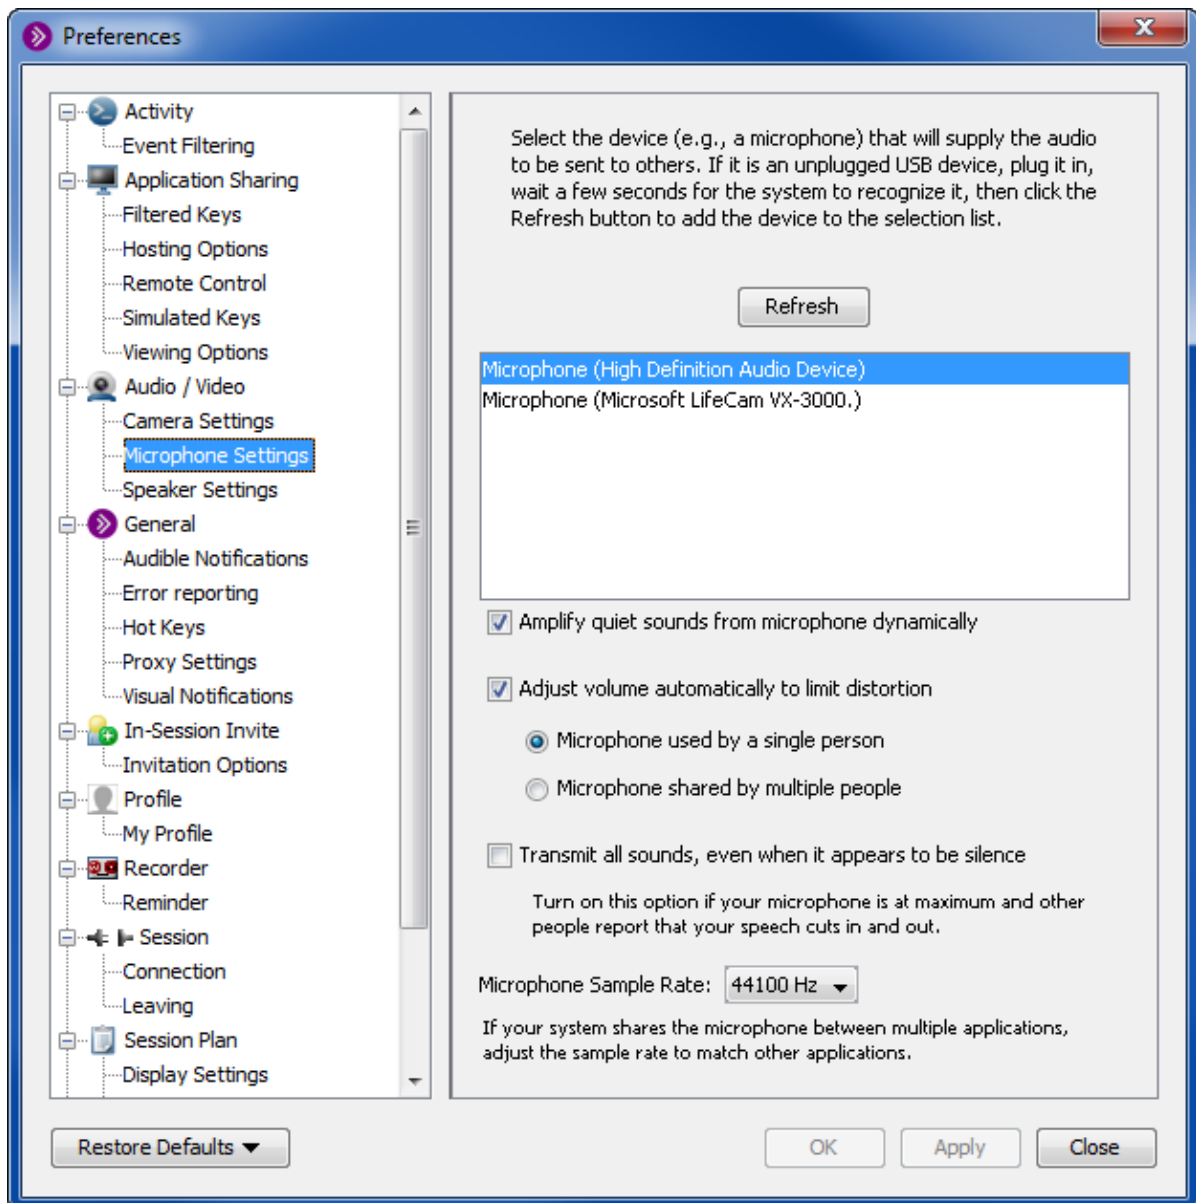 Preferences
Activity
Event Filtering
Application Sharing
Filtered Keys
Hosting Options
Remote Control
Simulated Keys
Viewing Options
Audio / Video
Camera Settings
Microphone Settings
Speaker Settings
General
Audible Notifications
Error reporting
Hot Keys
Proxy Settings
Visual Notifications
In-Session Invite
Invitation Options
Profile
My Profile
Recorder
Reminder
Session
Connection
Leaving
Session Plan
Display Settings
Select the device (e.g., a microphone) that will supply the audio
to be sent to others. If it is an unplugged USB device, plug it in,
wait a few seconds for the system to recognize it, then click the
Refresh button to add the device to the selection list.
Refresh
Microphone (High Definition Audio Device)
Microphone (Microsoft LifeCam VX-3000.)
Amplify quiet sounds from microphone dynamically
Adjust volume automatically to limit distortion
Microphone used by a single person
Microphone shared by multiple people
Transmit all sounds, even when it appears to be silence
Turn on this option if your microphone is at maximum and other
people report that your speech cuts in and out.
Microphone Sample Rate: 44100 Hz
If your system shares the microphone between multiple applications,
adjust the sample rate to match other applications.
Restore Defaults
OK
Apply
Close